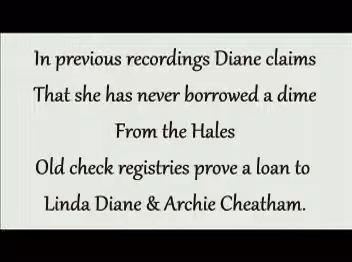 In previous recordings Diane claims
That she has never borrowed a dime
From the Hales
Old check registries prove a loan to
Linda Diane & Archie Cheatham.